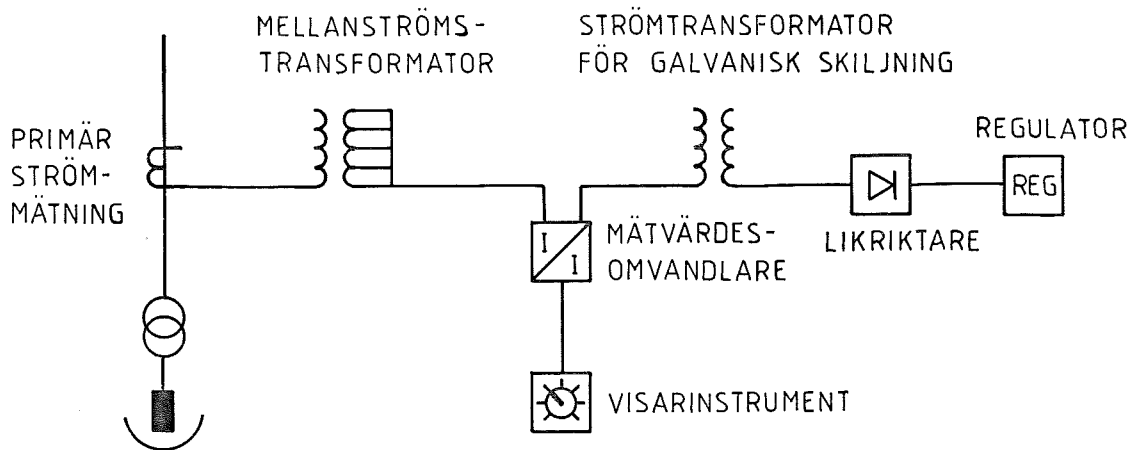 MELLANSTRÖMS-
TRANSFORMATOR
STRÖMTRANSFORMATOR
FÖR GALVANISK SKILJNING
PRIMÄR
STRÖM-
MÄTNING
REGULATOR
REG
LIKRIKTARE
I
I
MÄTVÄRDES-
OMVANDLARE
VISARINSTRUMENT